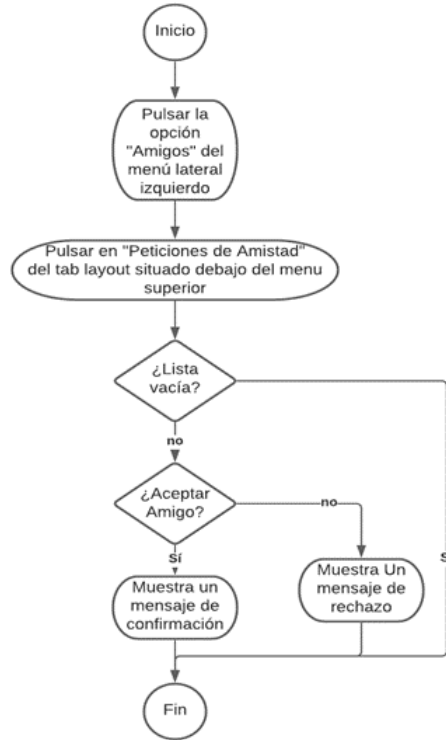 Inicio
Pulsar la
opción
"Amigos" del
menú lateral
izquierdo
Pulsar en "Peticiones de Amistad"
del tab layout situado debajo del menu
superior
¿Lista
vacía?
no
¿Aceptar
Amigo?
no
Sí
Muestra un
mensaje de
confirmación
Muestra Un
mensaje de
rechazo
Fin